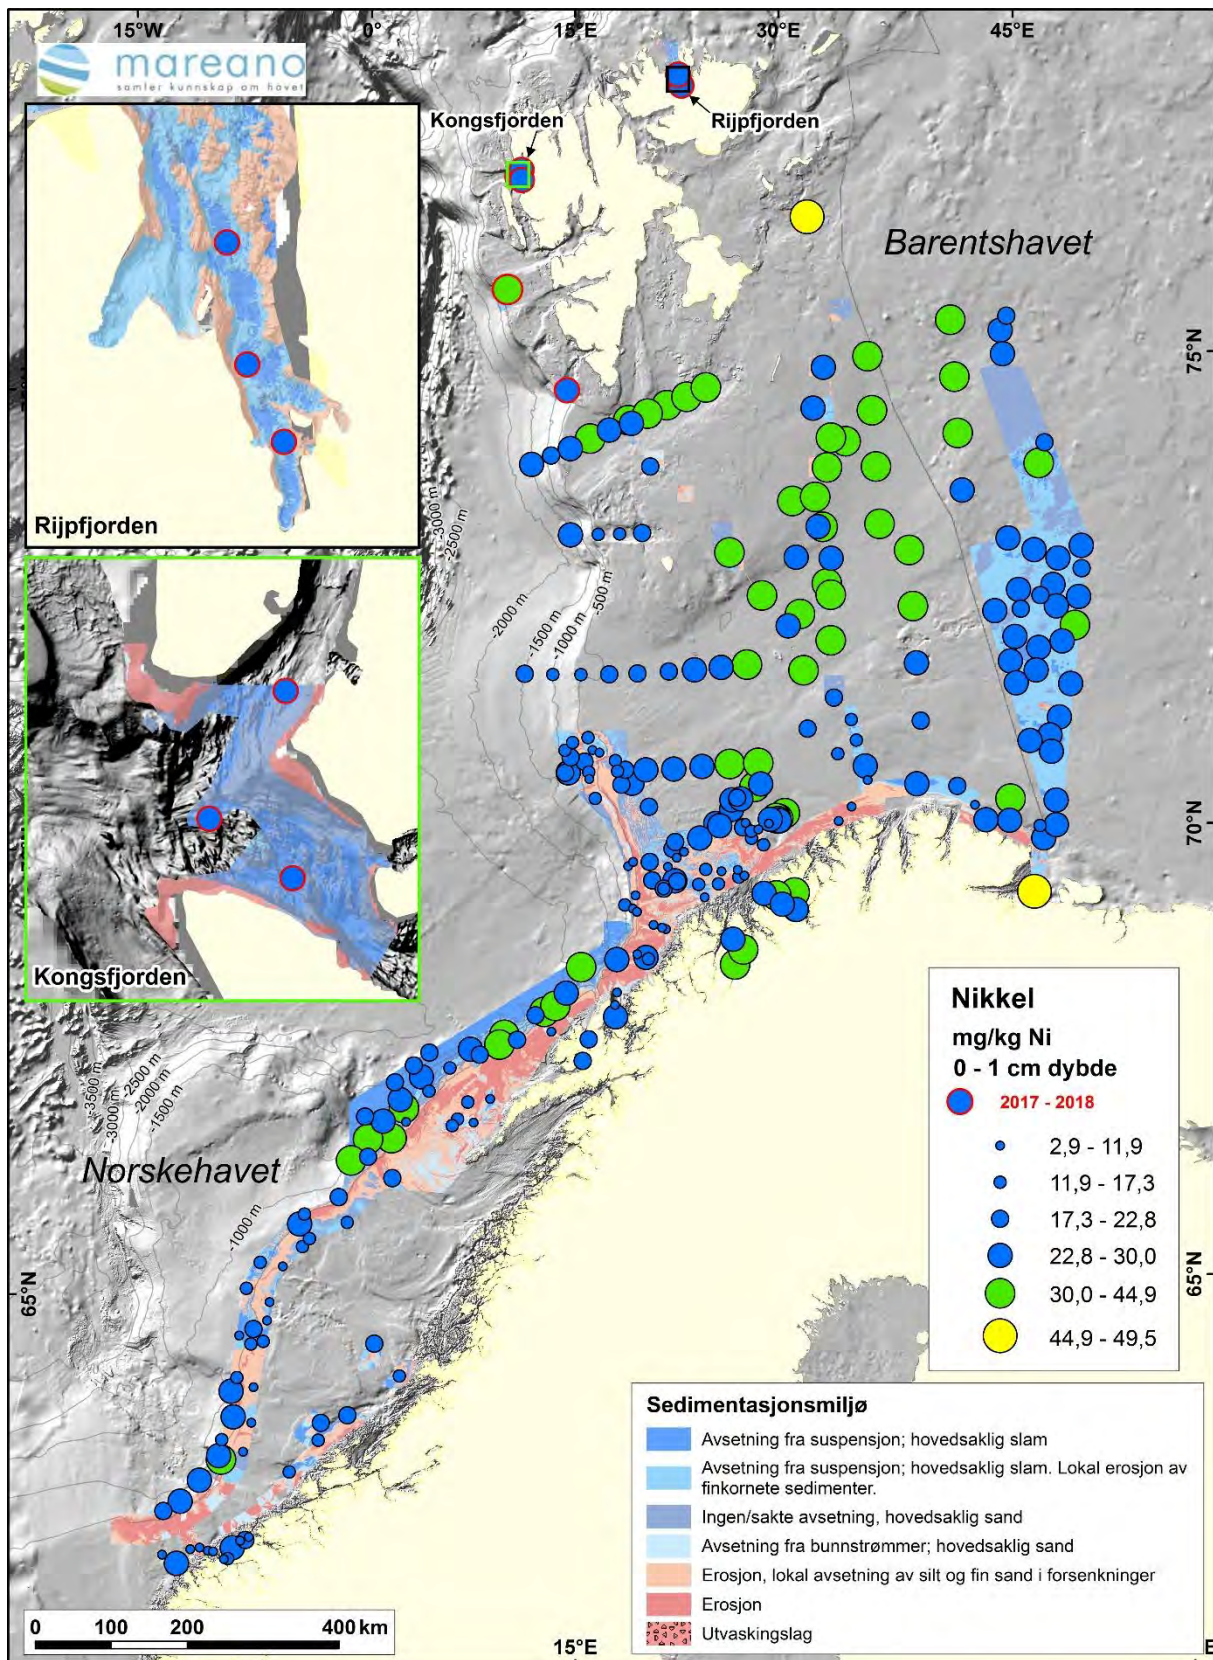 15°W
0°
15°E
30°E
45°E
mareano
samler kunnskap om havet
Kongsfjorden
Rijpfjorden
Barentshavet
75°N
Rijpfjorden
-3000 m
-2500 m
-2000 m
-1500 m
-1000 m
-500 m
70°N
Kongsfjorden
-3500 m
-3000 m
-2500 m
-2000 m
-1500 m
Norskehavet
-1000 m
65°N
65°N
Nikkel
mg/kg Ni
0 - 1 cm dybde
2017 - 2018
2,9 - 11,9
11,9 - 17,3
17,3 - 22,8
22,8 - 30,0
30,0 - 44,9
44,9 - 49,5
Sedimentasjonsmiljø
Avsetning fra suspensjon; hovedsaklig slam
Avsetning fra suspensjon; hovedsaklig slam. Lokal erosjon av
finkornete sedimenter.
Ingen/sakte avsetning, hovedsaklig sand
Avsetning fra bunnstrømmer; hovedsaklig sand
Erosjon, lokal avsetning av silt og fin sand i forsenkninger
Erosjon
Utvaskingslag
0 100 200 400 km
15°E